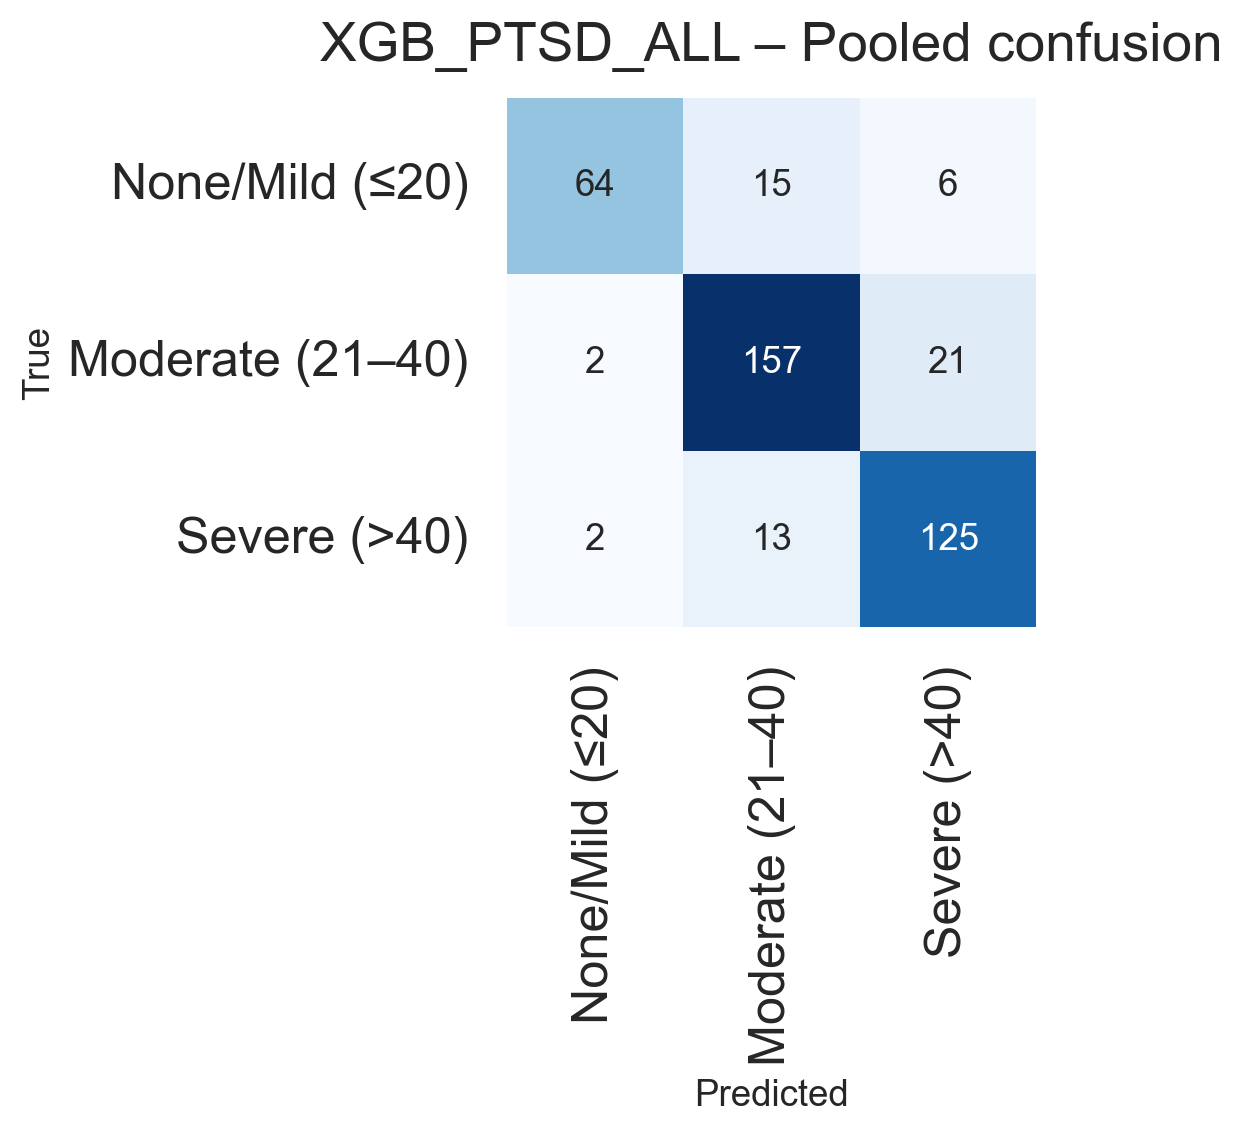 XGB_PTSD_ALL – Pooled confusion
True
None/Mild (≤20)
64 15 6
Moderate (21–40)
2 157 21
Severe (>40)
2 13 125
None/Mild (≤20)
Moderate (21–40)
Severe (>40)
Predicted